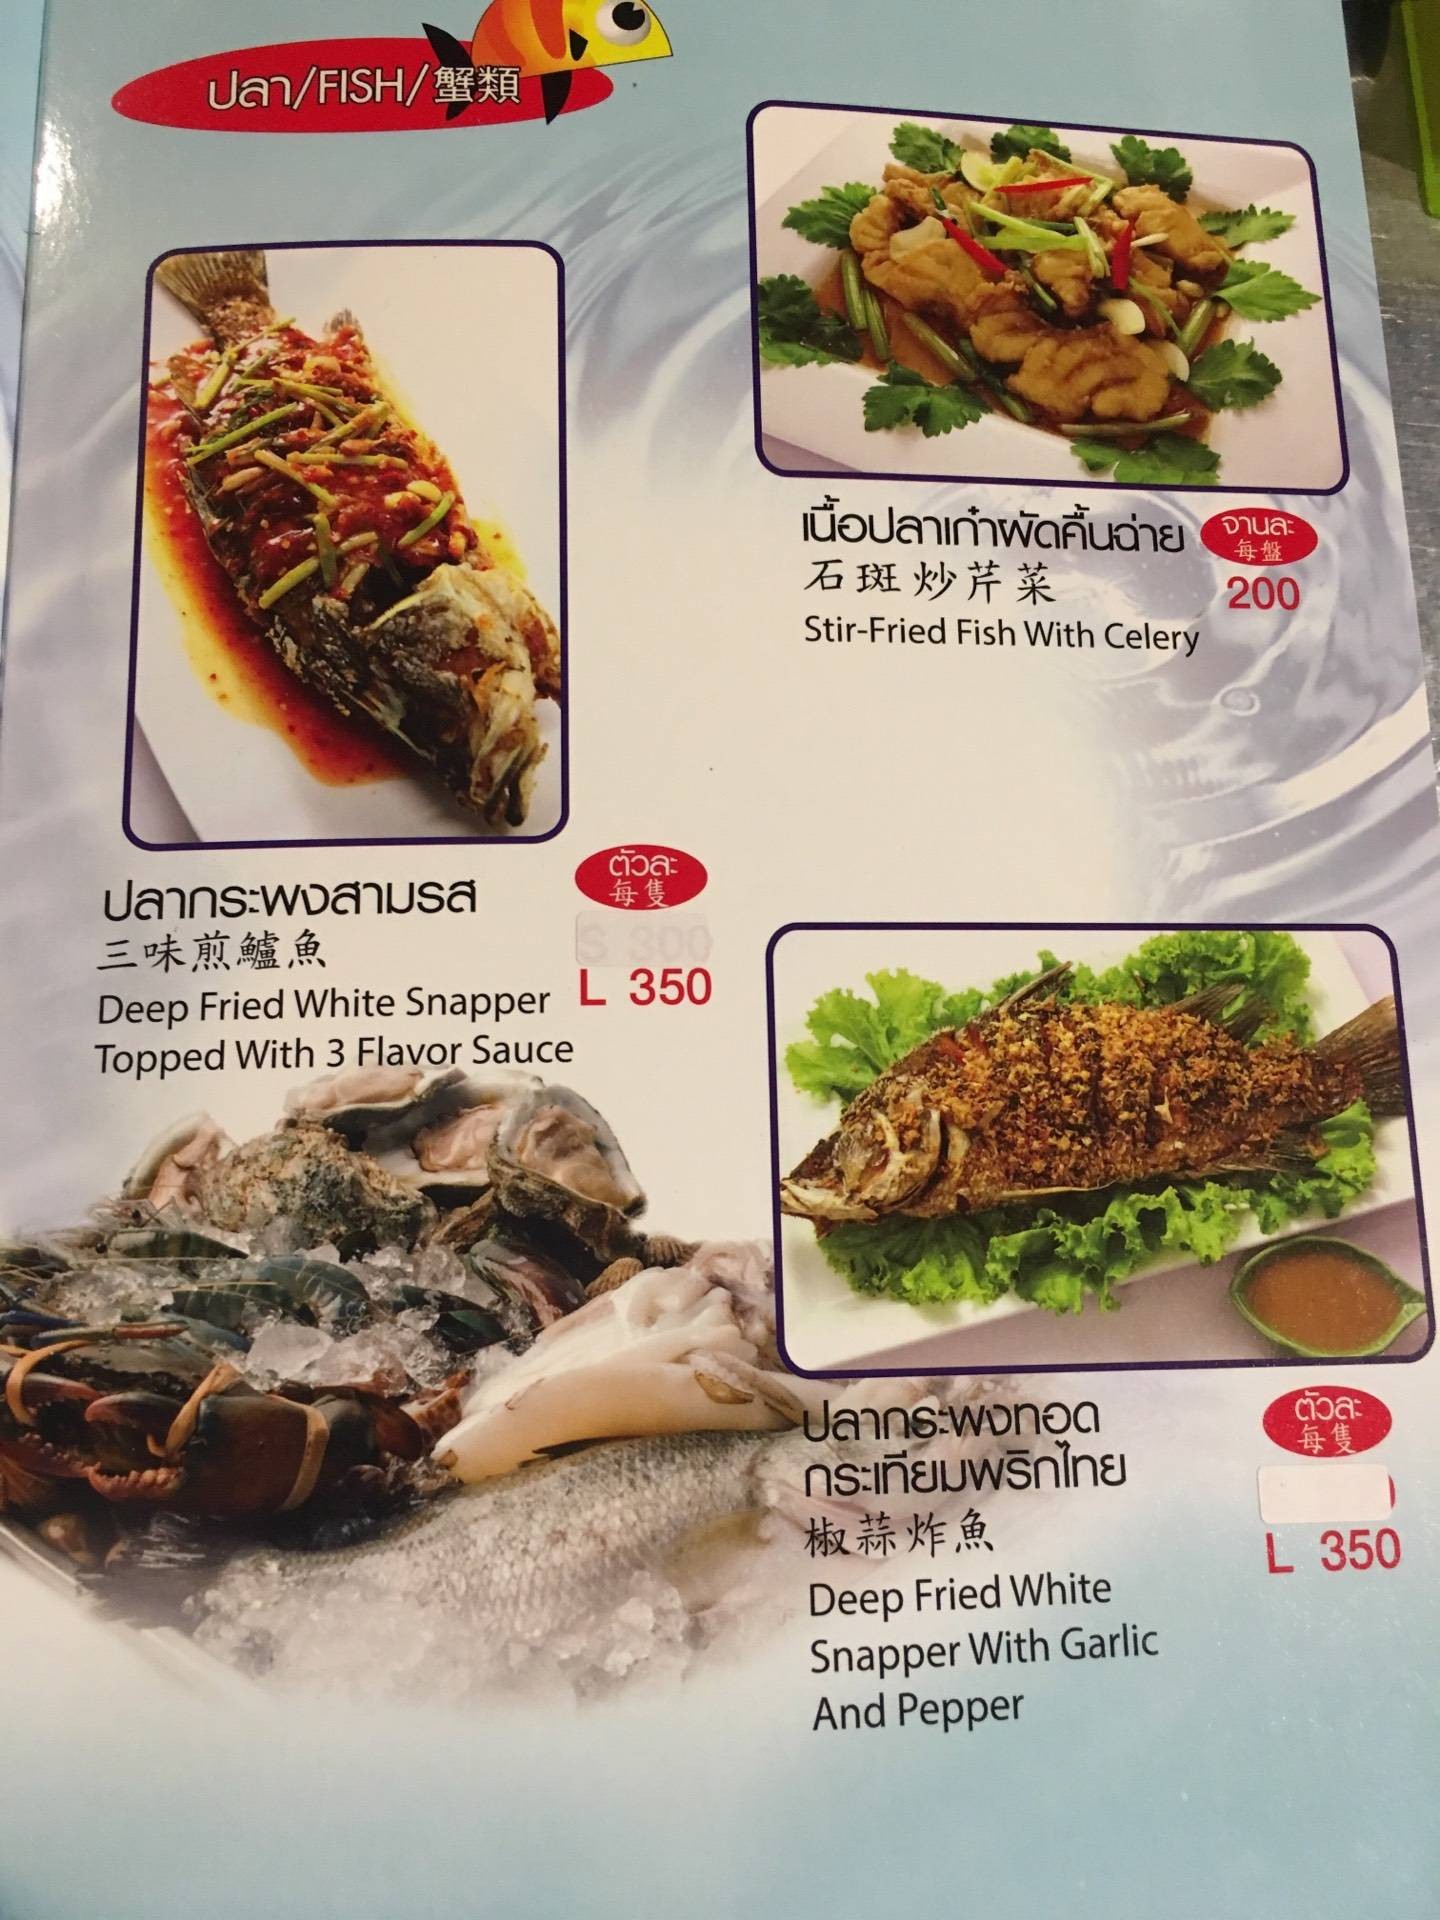 ปลา/FISH/蟹類
เนื้อปลาเก๋าผัดคื้นฉ่าย
จานละ
每盤
石斑炒芹菜
200
Stir-Fried Fish With Celery
ปลากระพงสามรส
ตัวละ
每隻
三味煎鱸魚
S 300
Deep Fried White Snapper
L 350
Topped With 3 Flavor Sauce
ปลากระพงทอด
กระเทียมพริกไทย
ตัวละ
每隻
椒蒜炸魚
L 350
Deep Fried White
Snapper With Garlic
And Pepper